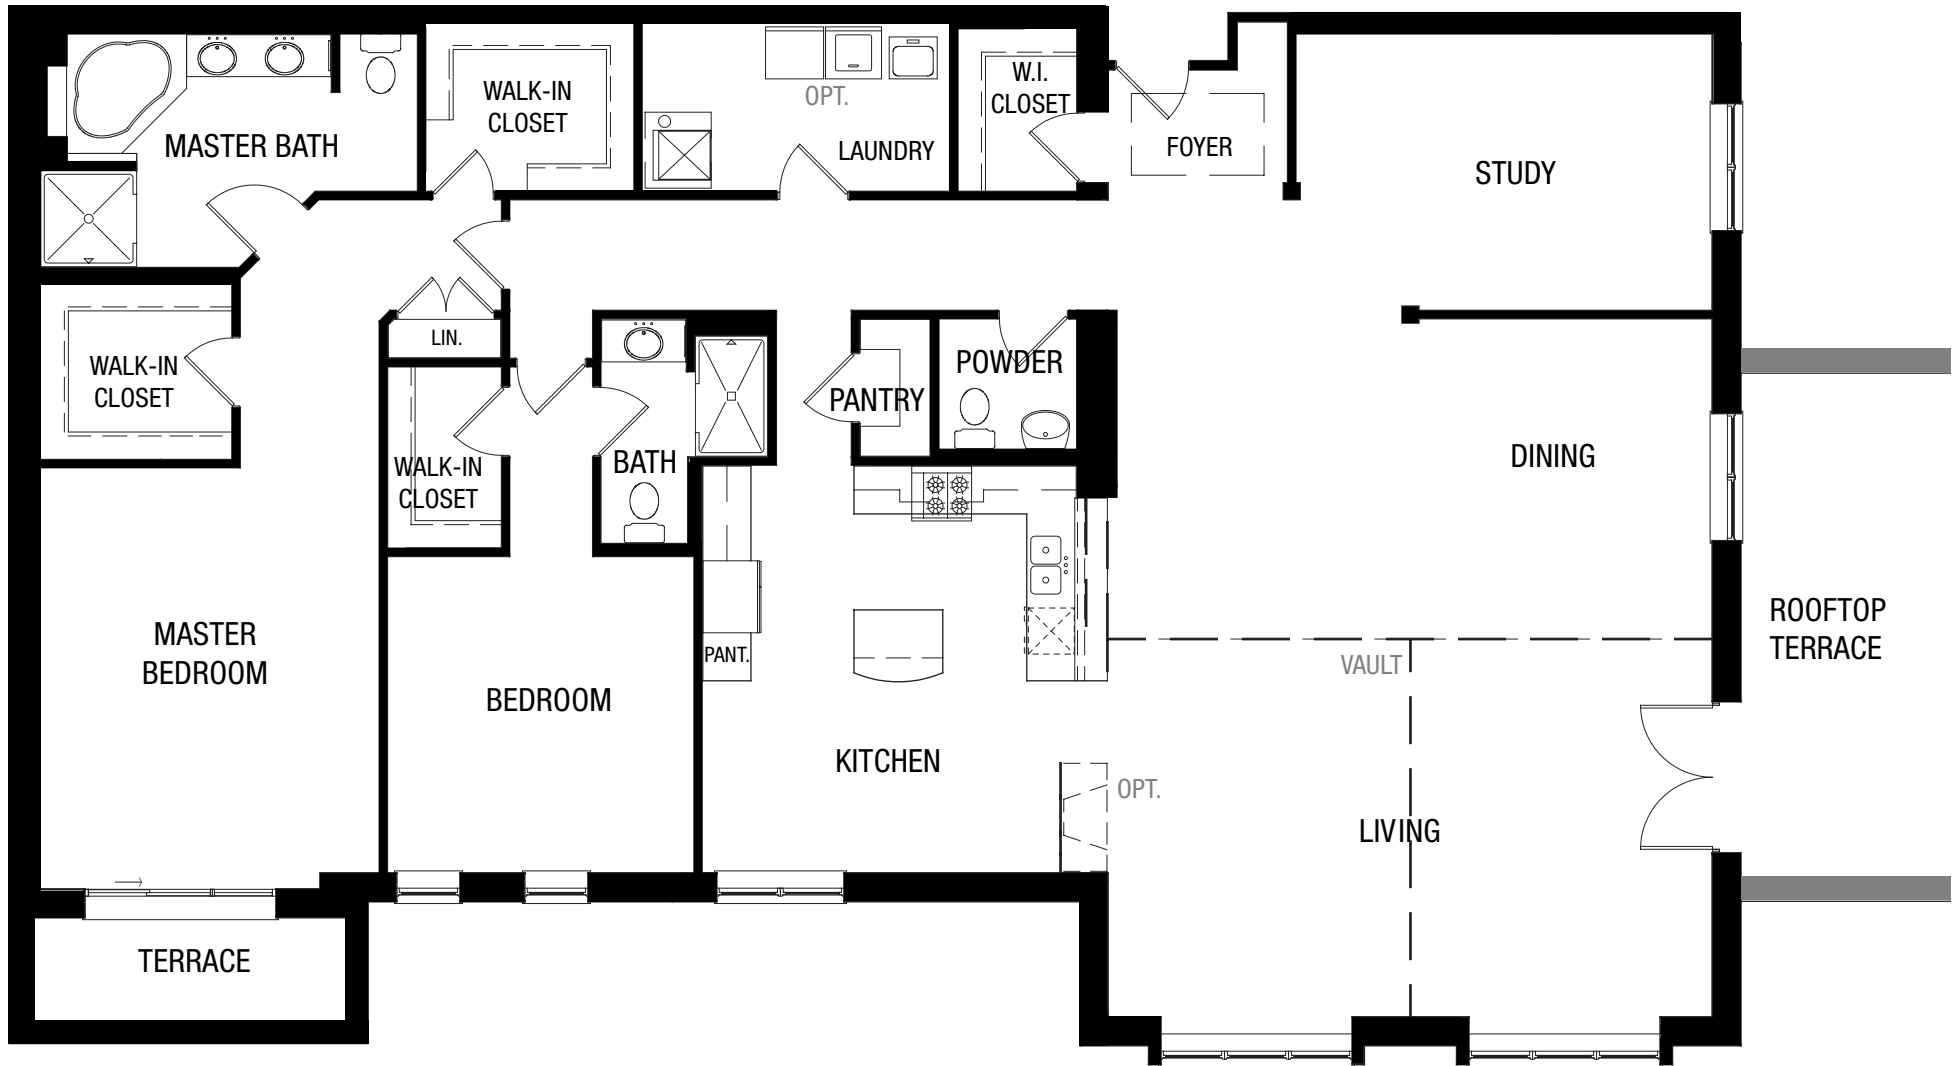 WALK-IN
CLOSET
OPT.
W.I.
CLOSET
MASTER BATH
LAUNDRY
FOYER
STUDY
LIN.
WALK-IN
CLOSET
POWDER
PANTRY
WALK-IN
CLOSET
BATH
DINING
MASTER
BEDROOM
PANT.
VAULT
ROOFTOP
TERRACE
BEDROOM
KITCHEN
OPT.
LIVING
TERRACE